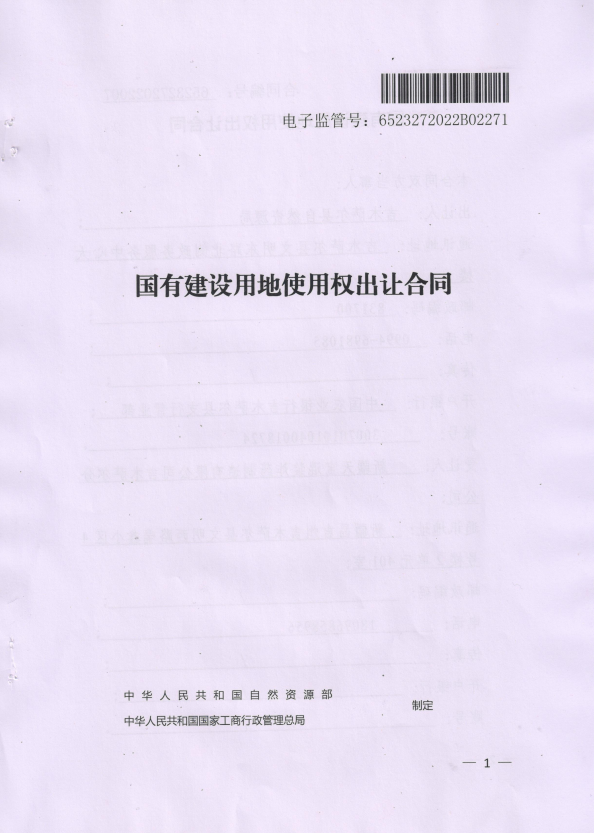 电子监管号：6523272022B02271
国有建设用地使用权出让合同
中华人民共和国自然资源部
中华人民共和国国家工商行政管理总局
制定
— 1 —